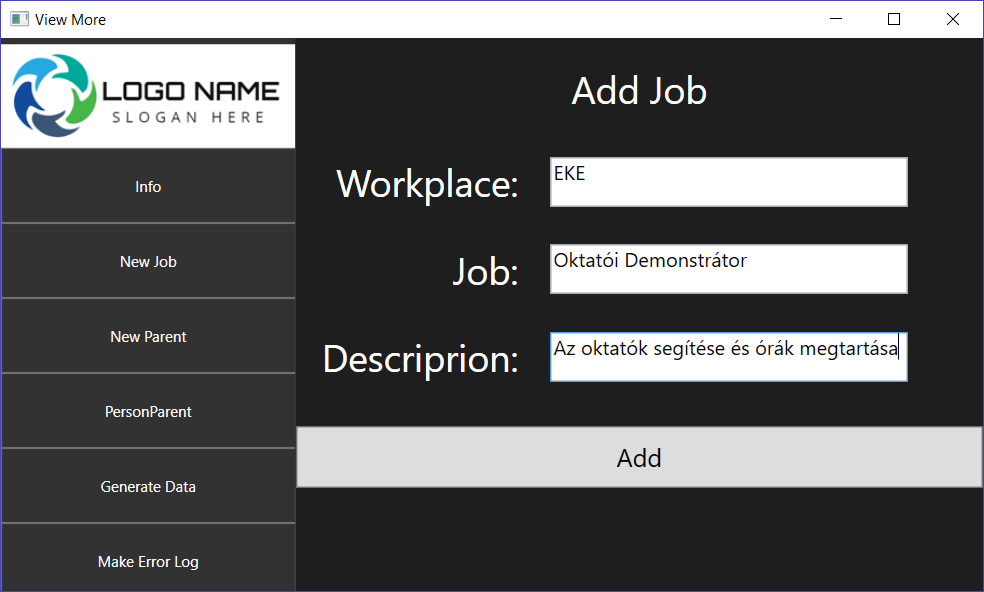 View More
LOGO NAME
SLOGAN HERE
Info
New Job
New Parent
PersonParent
Generate Data
Make Error Log
Add Job
Workplace: EKE
Job: Oktatói Demonstrátor
Descriprion: Az oktatók segítése és órák megtartása
Add